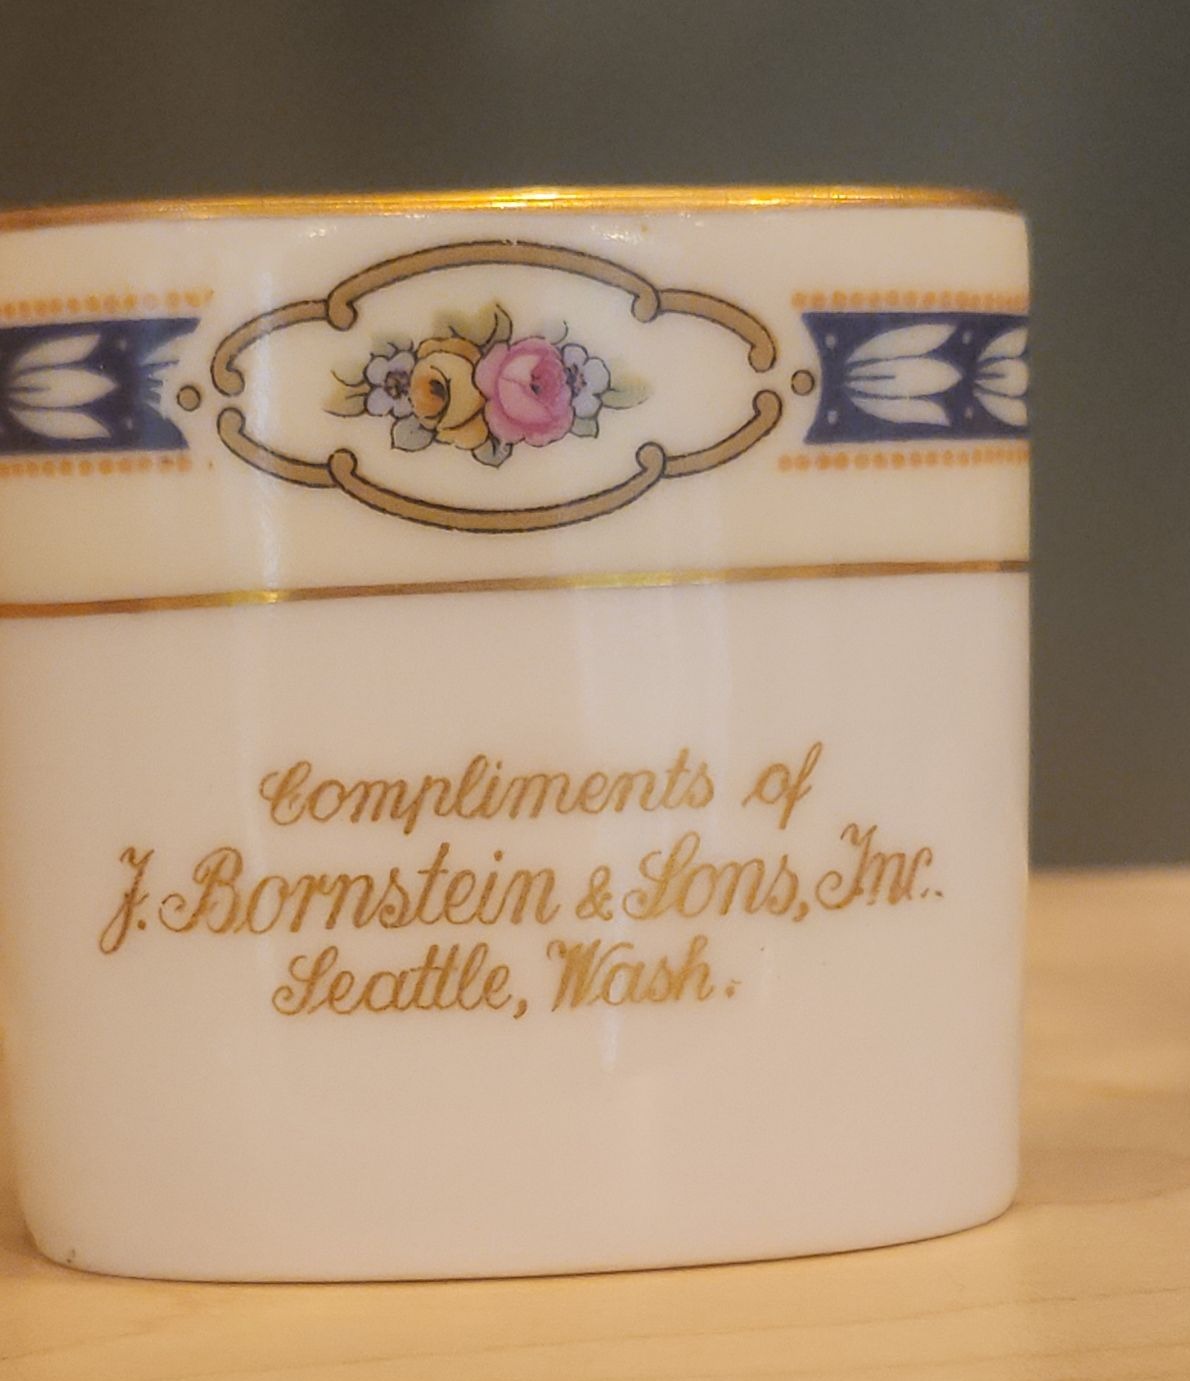 Compliments of
J. Bornstein & Sons, Inc.
Seattle, Wash.